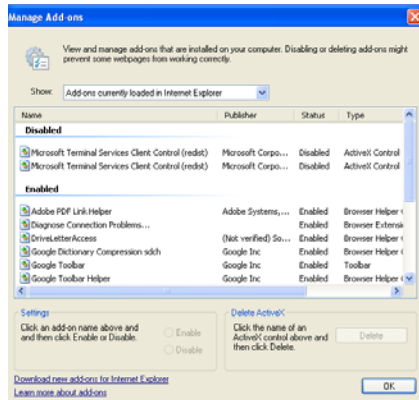 Manage Add-ons
View and manage add-ons that are installed on your computer. Disabling or deleting add-ons might
prevent some webpages from working correctly.
Show: Add-ons currently loaded in Internet Explorer
Name Publisher Status Type
Disabled
Microsoft Terminal Services Client Control (redist) Microsoft Corpo... Disabled ActiveX Control
Microsoft Terminal Services Client Control (redist) Microsoft Corpo... Disabled ActiveX Control
Enabled
Adobe PDF Link Helper Adobe Systems,... Enabled Browser Helper
Diagnose Connection Problems... Enabled Browser Extensi
DriveLetterAccess (Not verified) So... Enabled Browser Helper
Google Dictionary Compression sdch Google Inc Enabled Browser Helper
Google Toolbar Google Inc Enabled Toolbar
Google Toolbar Helper Google Inc Enabled Browser Helper
Settings
Click an add-on name above and
and then click Enable or Disable.
Enable
Disable
Delete ActiveX
Click the name of an
ActiveX control above and
then click Delete.
Delete
Download new add-ons for Internet Explorer
Learn more about add-ons
OK